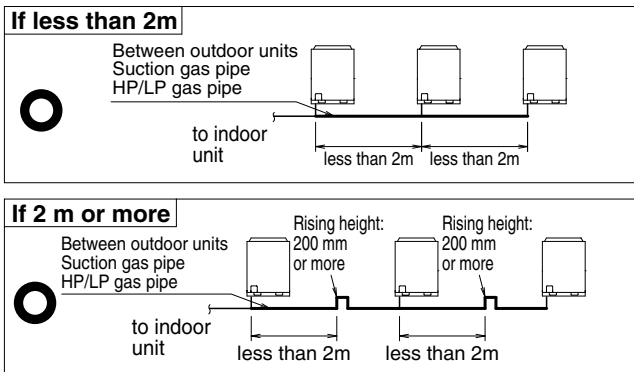 If less than 2m
Between outdoor units
Suction gas pipe
HP/LP gas pipe
to indoor
unit
less than 2m
less than 2m
If 2 m or more
Between outdoor units
Suction gas pipe
HP/LP gas pipe
Rising height:
200 mm
or more
Rising height:
200 mm
or more
to indoor
unit
less than 2m
less than 2m